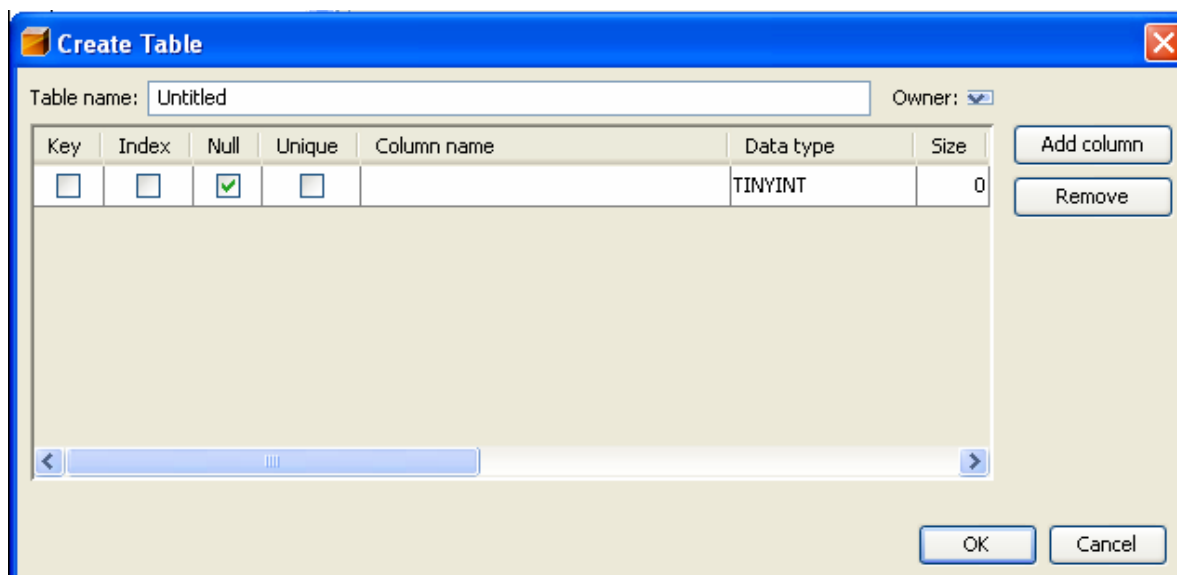 Create Table
Table name: Untitled Owner:
Key Index Null Unique Column name Data type Size Add column
TINYINT 0 Remove
OK Cancel